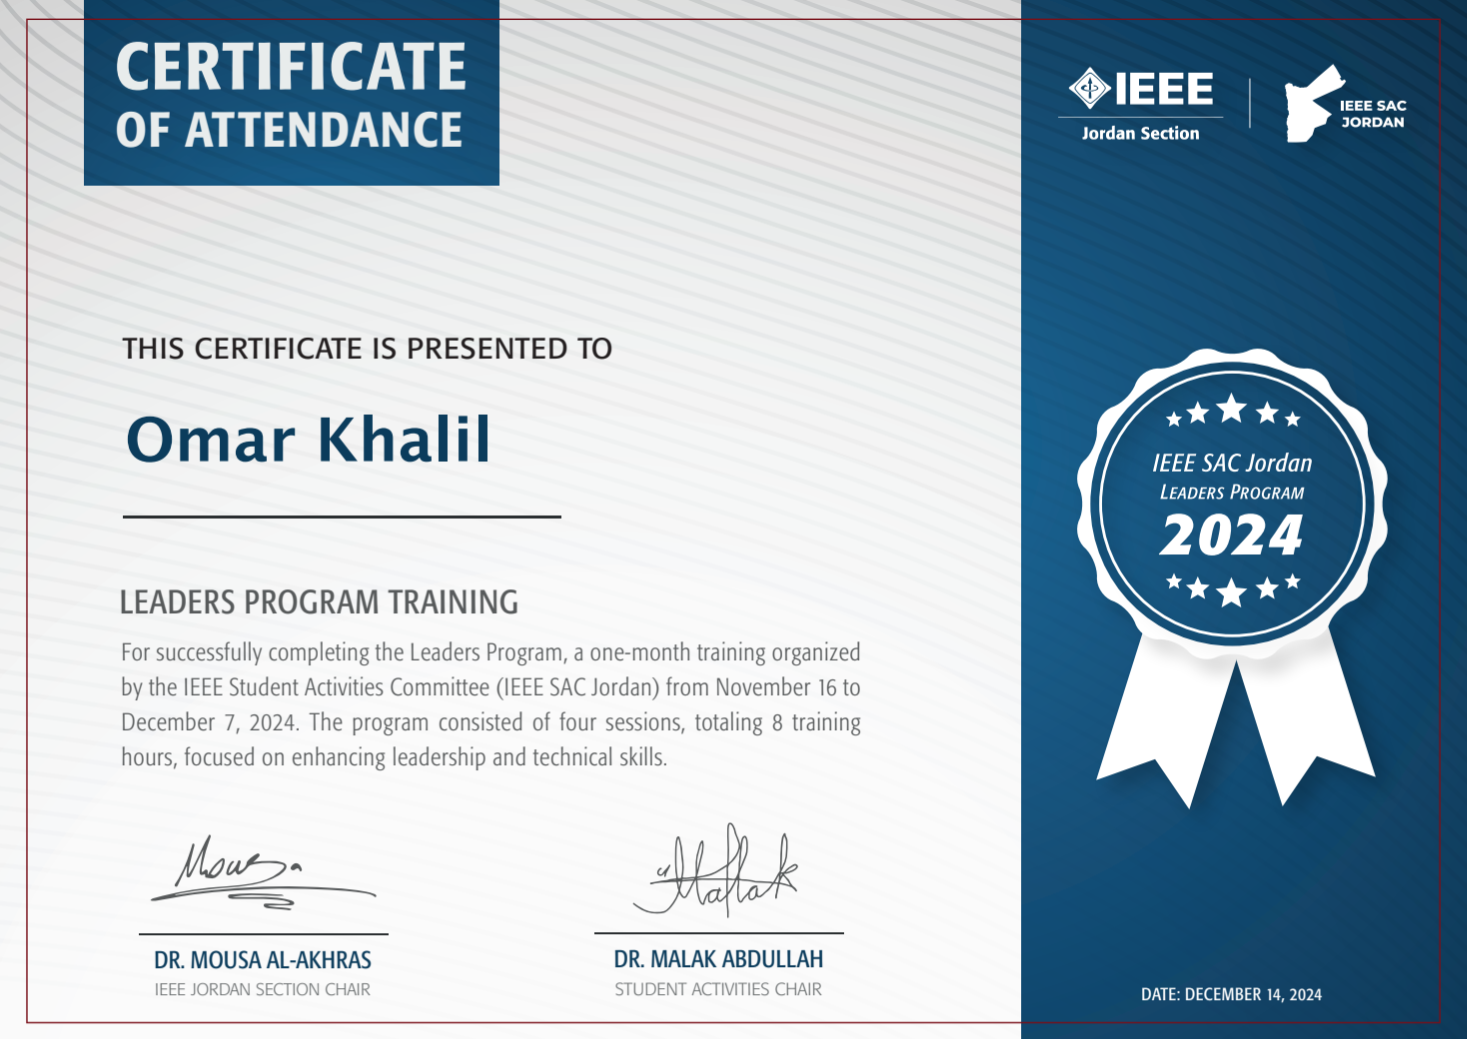 CERTIFICATE
OF ATTENDANCE
IEEE
Jordan Section
IEEE SAC
JORDAN
THIS CERTIFICATE IS PRESENTED TO
Omar Khalil
LEADERS PROGRAM TRAINING
For successfully completing the Leaders Program, a one-month training organized
by the IEEE Student Activities Committee (IEEE SAC Jordan) from November 16 to
December 7, 2024. The program consisted of four sessions, totaling 8 training
hours, focused on enhancing leadership and technical skills.
IEEE SAC Jordan
LEADERS PROGRAM
2024
Mousa
Malak
DR. MOUSA AL-AKHRAS
IEEE JORDAN SECTION CHAIR
DR. MALAK ABDULLAH
STUDENT ACTIVITIES CHAIR
DATE: DECEMBER 14, 2024